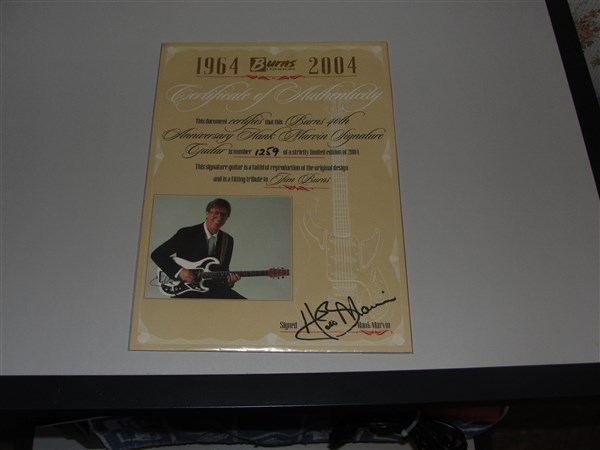 1964 Burns 2004
Certificate of Authenticity
This document certifies that this Burns 40th
Anniversary Hank Marvin Signature
Guitar is number 1259 of a strictly limited edition of 2004.
This signature guitar is a faithful reproduction of the original design
and is a fitting tribute to Jim Burns
Signed Hank Marvin